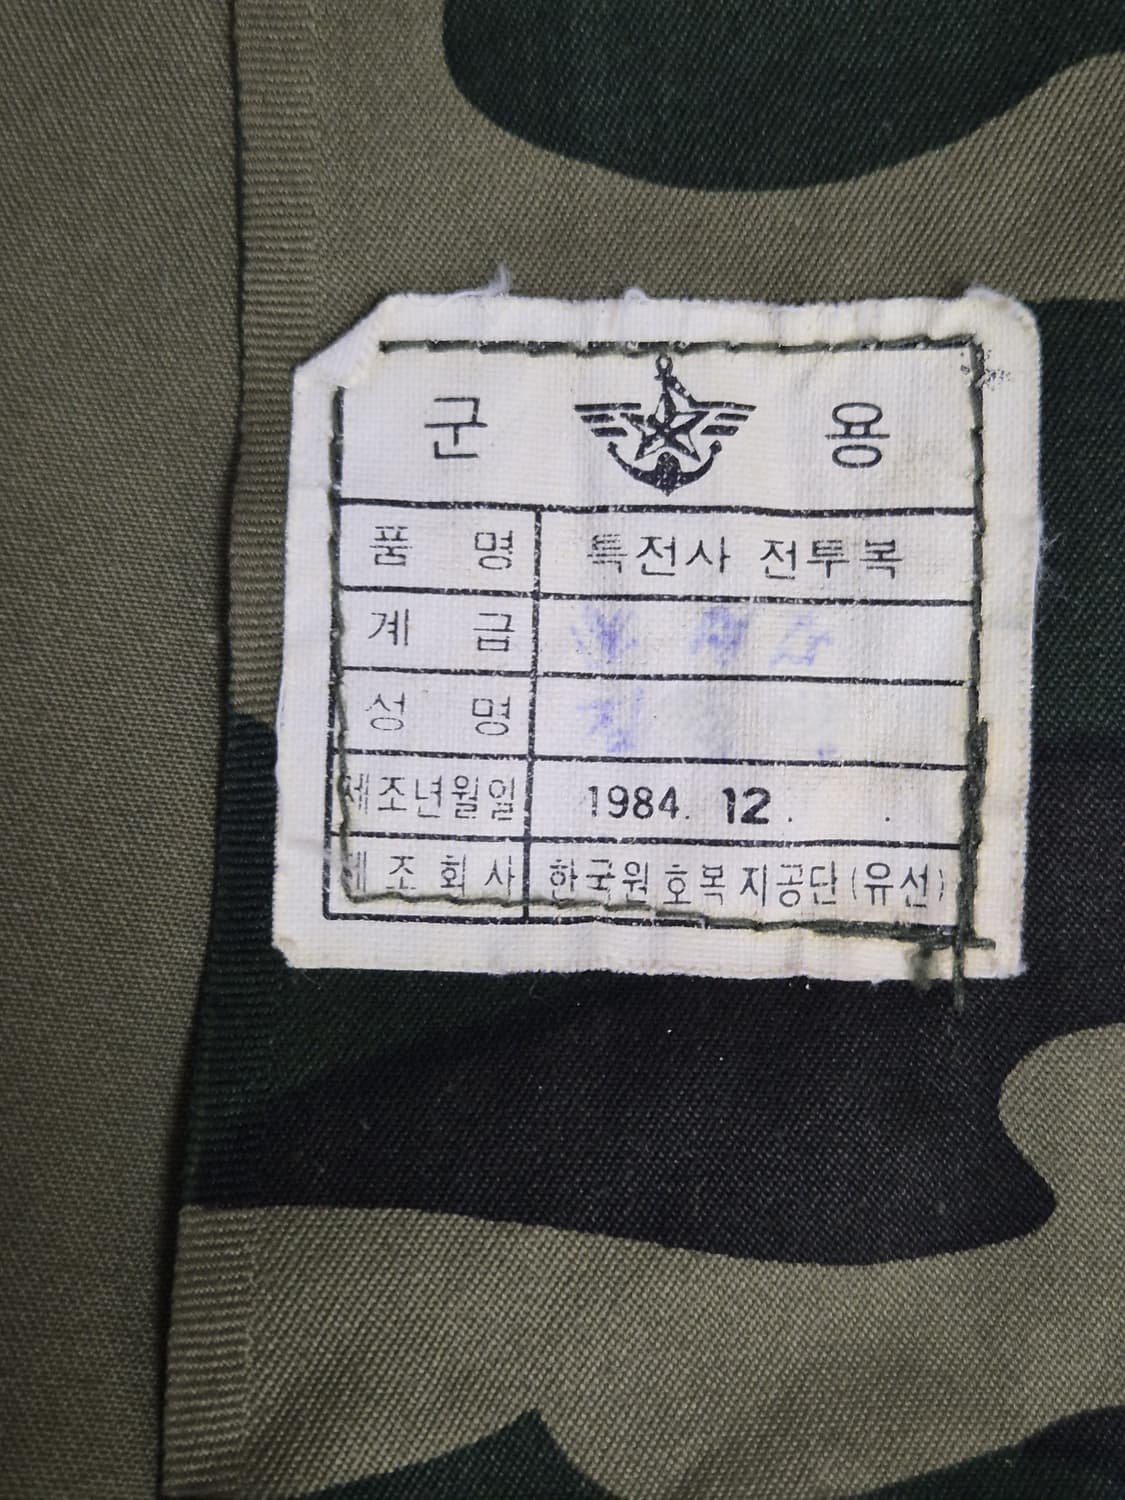 군 용
품 명 특전사 전투복
계 급
성 명
제조년월일 1984. 12.
제조회사 한국원호복지공단(유선)